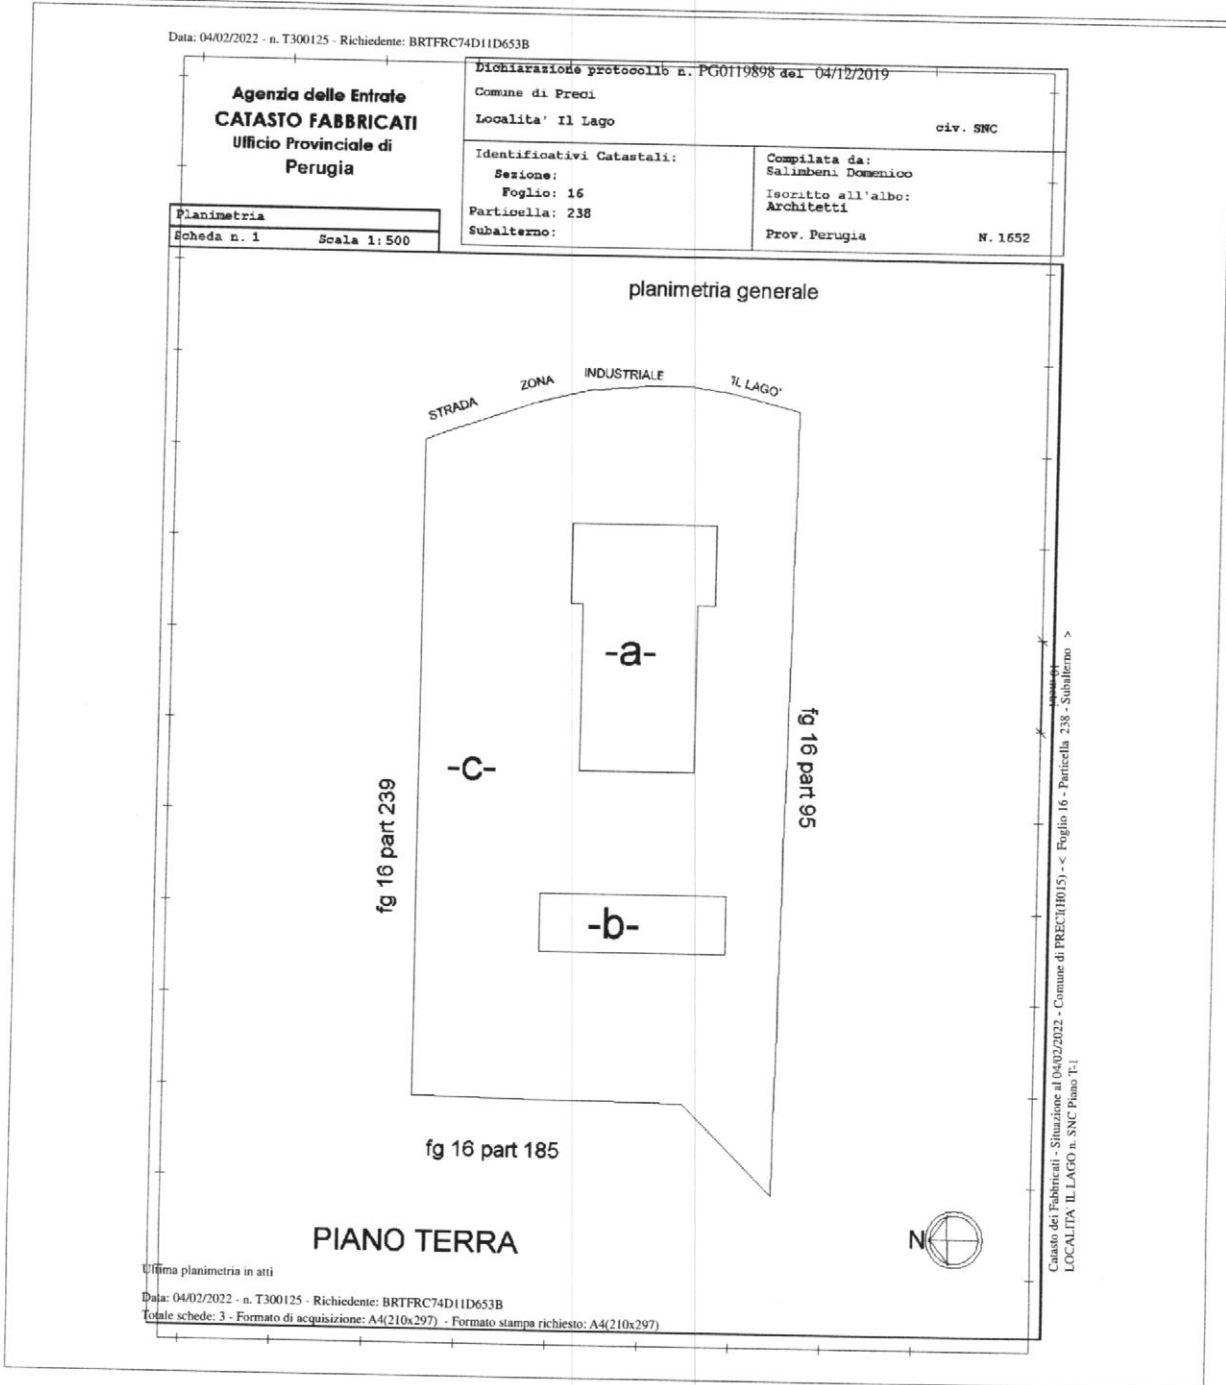 Data: 04/02/2022 - n. T300125 - Richiedente: BRTFRC74D11D653B
Agenzia delle Entrate
CATASTO FABBRICATI
Ufficio Provinciale di
Perugia
Dichiarazione protocollo n. PG0119898 del 04/12/2019
Comune di Preci
Localita' Il Lago civ. SNC
Identificativi Catastali:
Sezione:
Foglio: 16
Particella: 238
Subalterno:
Compilata da:
Salimbeni Domenico
Iscritto all'albo:
Architetti
Prov. Perugia N. 1652
Planimetria
Scheda n. 1 Scala 1:500
planimetria generale
STRADA ZONA INDUSTRIALE 'IL LAGO'
-a-
-c-
fg 16 part 239
fg 16 part 95
-b-
fg 16 part 185
PIANO TERRA
N
Ultima planimetria in atti
Data: 04/02/2022 - n. T300125 - Richiedente: BRTFRC74D11D653B
Totale schede: 3 - Formato di acquisizione: A4(210x297) - Formato stampa richiesto: A4(210x297)
Catasto dei Fabbricati - Situazione al 04/02/2022 - Comune di PRECI(H015) - < Foglio 16 - Particella 238 - Subalterno >
LOCALITA' IL LAGO n. SNC Piano T-1